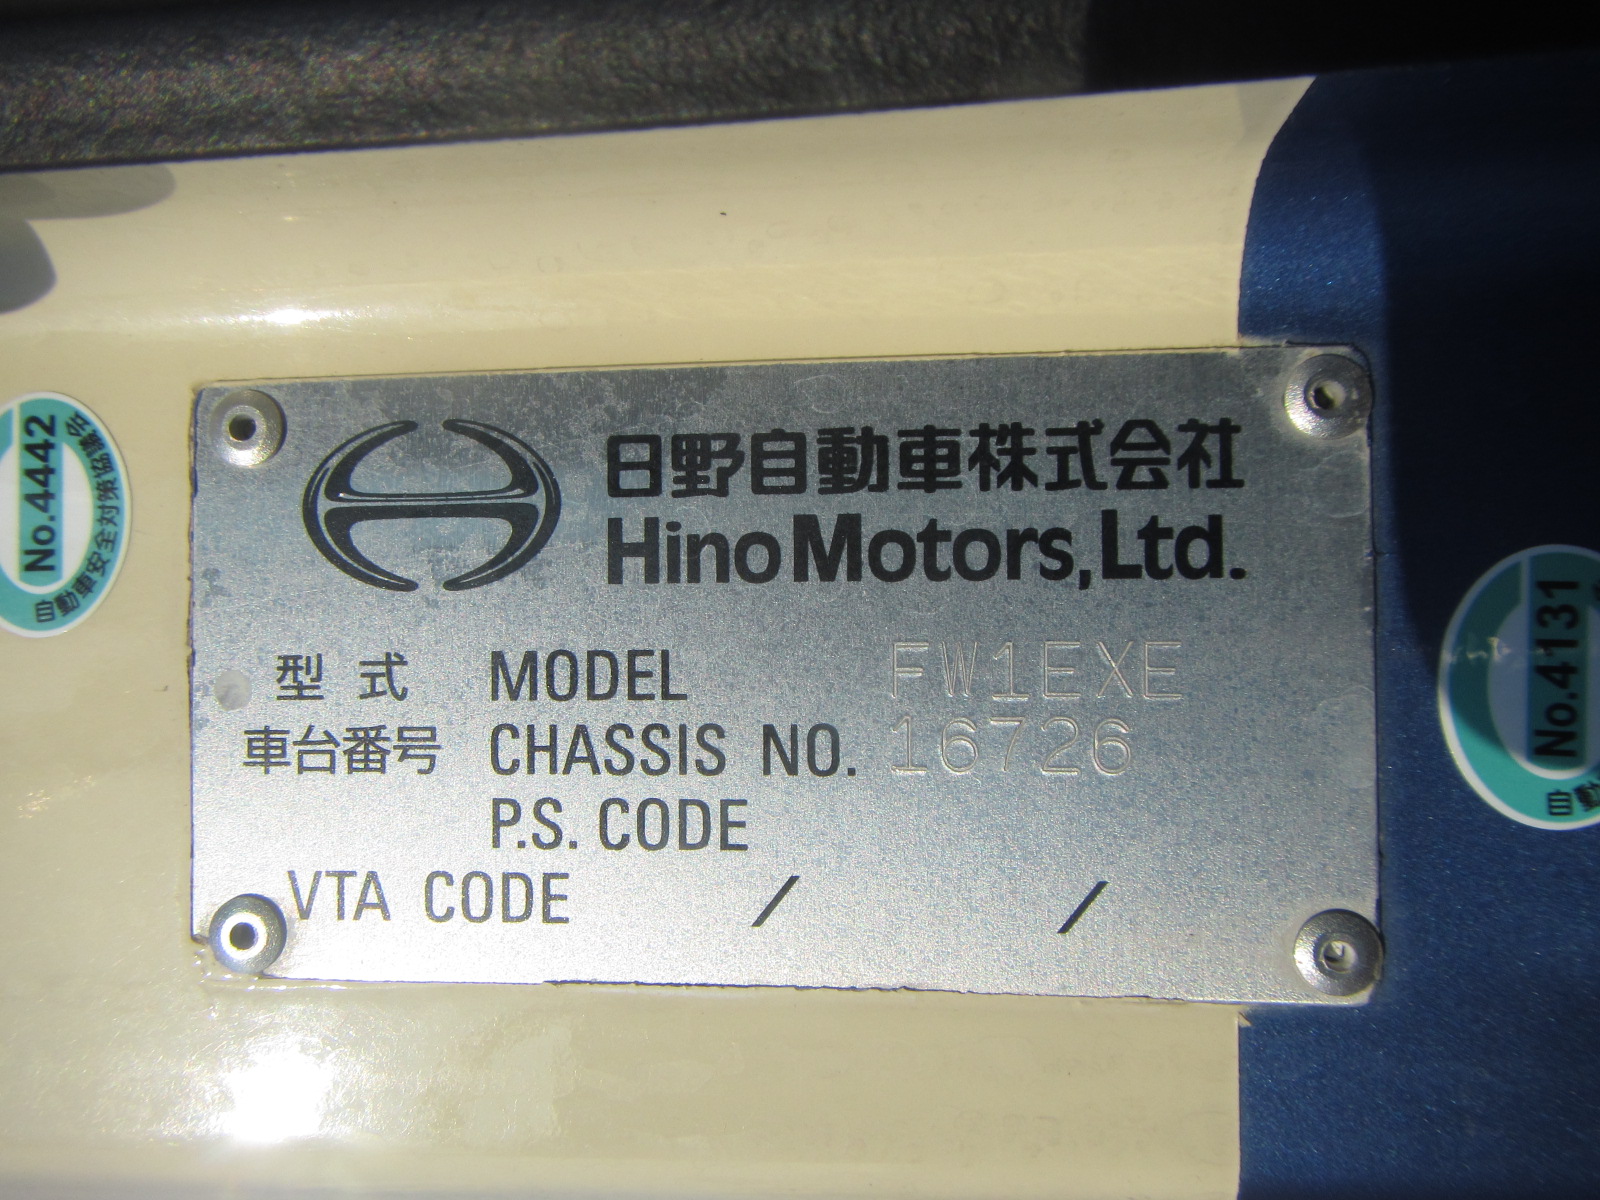 日野自動車株式会社
Hino Motors, Ltd.
型式 MODEL FW1EXE
車台番号 CHASSIS NO. 16726
P.S. CODE
VTA CODE / /
No.4442
自動車安全対策協議会
No.4131
自動